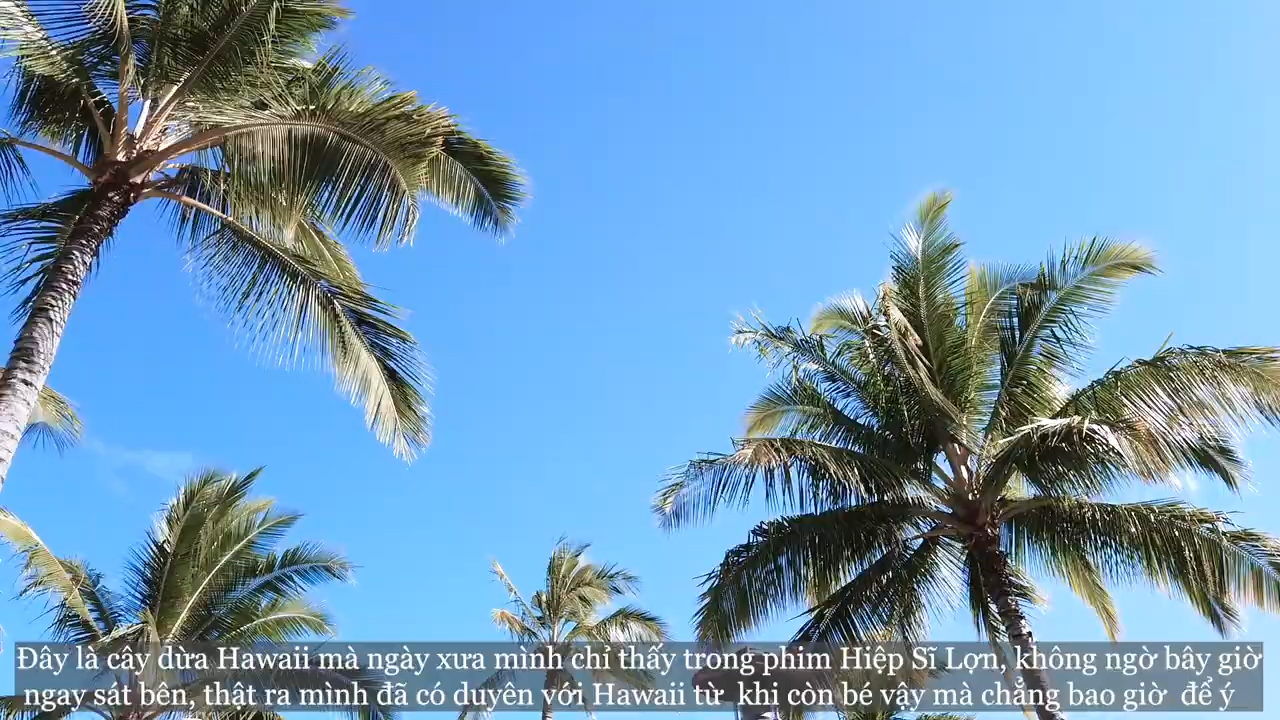 Đây là cây dừa Hawaii mà ngày xưa mình chỉ thấy trong phim Hiệp Sĩ Lợn, không ngờ bây giờ
ngay sát bên, thật ra mình đã có duyên với Hawaii từ khi còn bé vậy mà chẳng bao giờ để ý